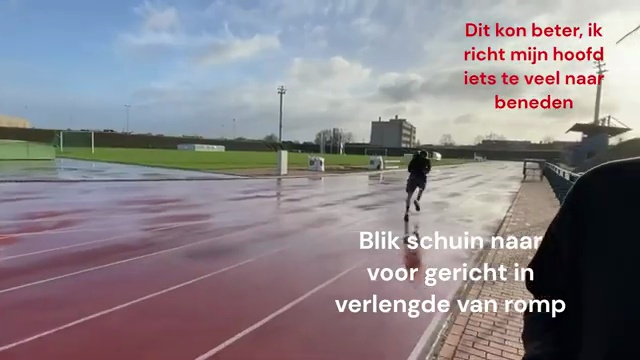 Dit kon beter, ik
richt mijn hoofd
iets te veel naar
beneden
Blik schuin naar
voor gericht in
verlengde van romp